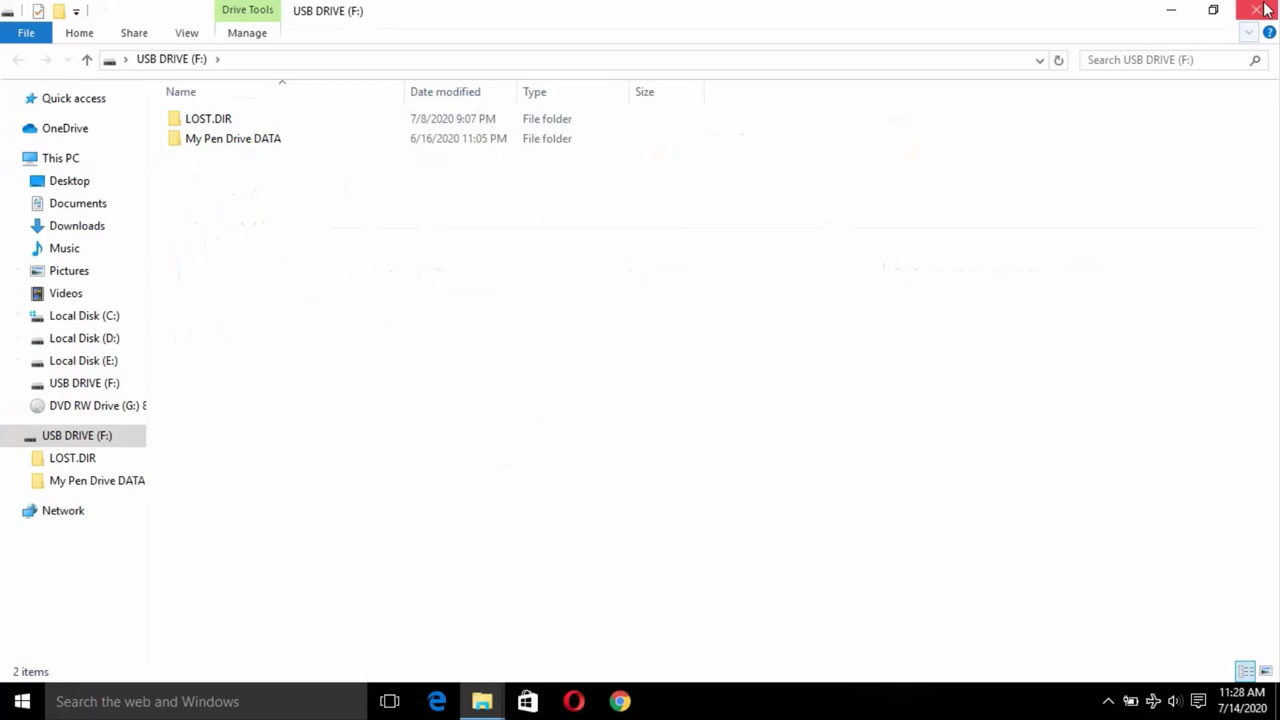 Drive Tools
USB DRIVE (F:)
File
Home
Share
View
Manage
USB DRIVE (F:)
Search USB DRIVE (F:)
Name
Date modified
Type
Size
LOST.DIR
7/8/2020 9:07 PM
File folder
My Pen Drive DATA
6/16/2020 11:05 PM
File folder
Quick access
OneDrive
This PC
Desktop
Documents
Downloads
Music
Pictures
Videos
Local Disk (C:)
Local Disk (D:)
Local Disk (E:)
USB DRIVE (F:)
DVD RW Drive (G:) 8
USB DRIVE (F:)
LOST.DIR
My Pen Drive DATA
Network
2 items
Search the web and Windows
11:28 AM
7/14/2020